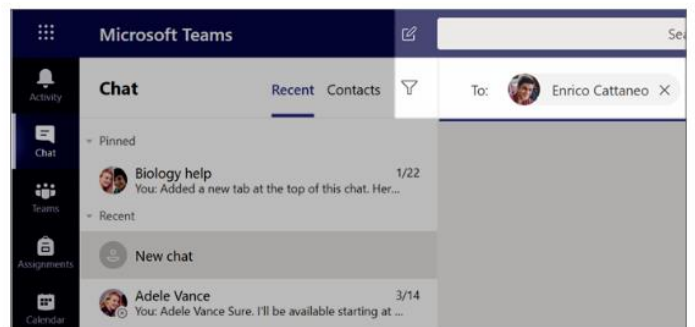 Microsoft Teams
Sea
Activity
Chat
Recent Contacts
To: Enrico Cattaneo ×
Chat
Pinned
Biology help 1/22
You: Added a new tab at the top of this chat. Her...
Teams
Recent
Assignments
New chat
Adele Vance 3/14
You: Adele Vance Sure. I'll be available starting at ...
Calendar